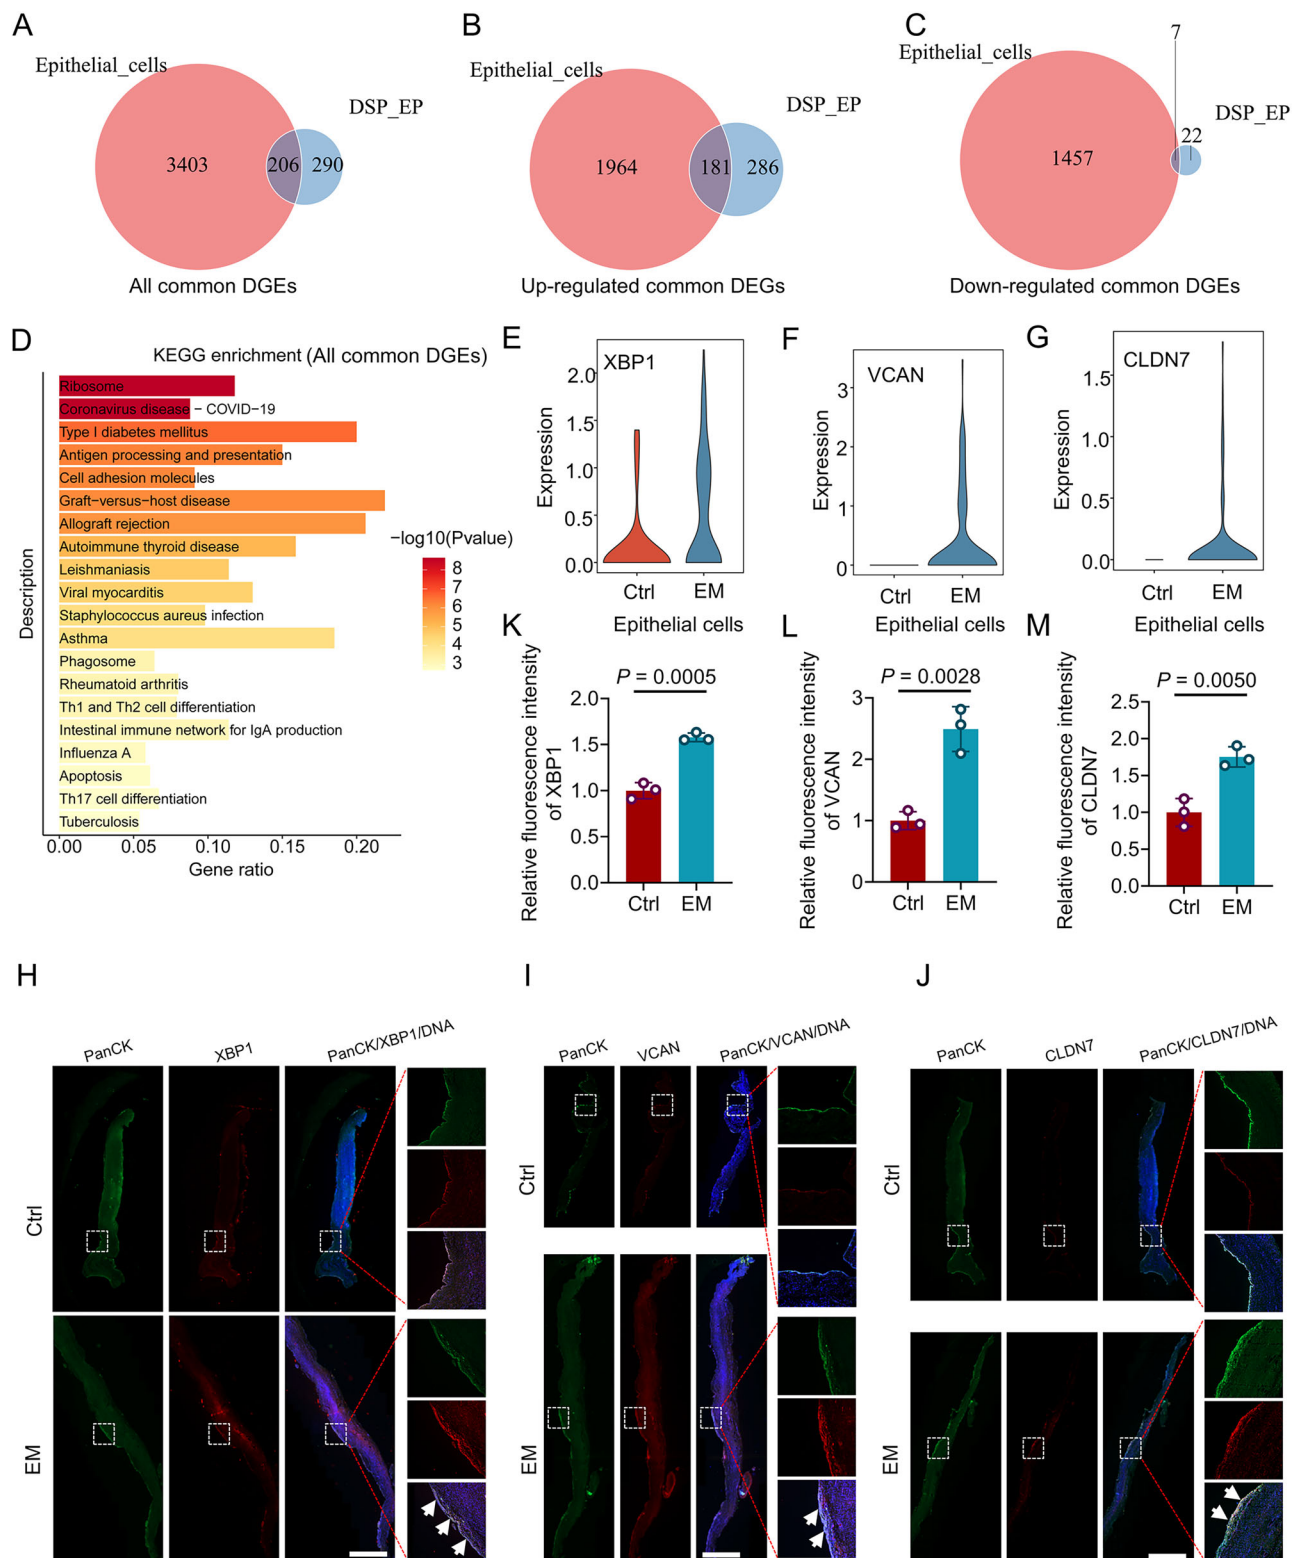 A
Epithelial_cells
DSP_EP
3403
206
290
All common DGEs
B
Epithelial_cells
DSP_EP
1964
181
286
Up-regulated common DEGs
C
Epithelial_cells
7
DSP_EP
22
1457
Down-regulated common DGEs
D
KEGG enrichment (All common DGEs)
Description
Ribosome
Coronavirus disease − COVID−19
Type I diabetes mellitus
Antigen processing and presentation
Cell adhesion molecules
Graft−versus−host disease
Allograft rejection
Autoimmune thyroid disease
Leishmaniasis
Viral myocarditis
Staphylococcus aureus infection
Asthma
Phagosome
Rheumatoid arthritis
Th1 and Th2 cell differentiation
Intestinal immune network for IgA production
Influenza A
Apoptosis
Th17 cell differentiation
Tuberculosis
0.00 0.05 0.10 0.15 0.20
Gene ratio
−log10(Pvalue)
8
7
6
5
4
3
E
XBP1
Expression
2.0
1.5
1.0
0.5
0.0
Ctrl EM
Epithelial cells
F
VCAN
Expression
3
2
1
0
Ctrl EM
Epithelial cells
G
CLDN7
Expression
1.5
1.0
0.5
0.0
Ctrl EM
Epithelial cells
K
P = 0.0005
Relative fluorescence intensity
of XBP1
2.0
1.5
1.0
0.5
0.0
Ctrl EM
L
P = 0.0028
Relative fluorescence intensity
of VCAN
3
2
1
0
Ctrl EM
M
P = 0.0050
Relative fluorescence intensity
of CLDN7
2.5
2.0
1.5
1.0
0.5
0.0
Ctrl EM
H
PanCK
XBP1
PanCK/XBP1/DNA
Ctrl
EM
I
PanCK
VCAN
PanCK/VCAN/DNA
Ctrl
EM
J
PanCK
CLDN7
PanCK/CLDN7/DNA
Ctrl
EM